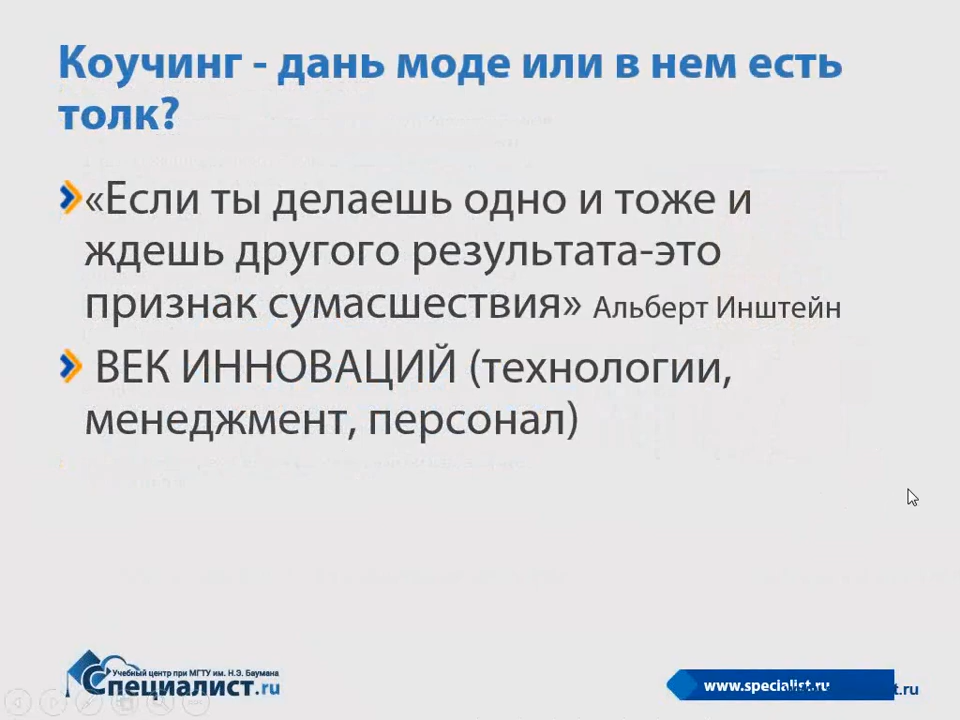 Коучинг - дань моде или в нем есть
толк?
«Если ты делаешь одно и тоже и
ждешь другого результата-это
признак сумасшествия» Альберт Инштейн
ВЕК ИННОВАЦИЙ (технологии,
менеджмент, персонал)
Учебный центр при МГТУ им. Н.Э. Баумана
Специалист.ru
www.specialist.ru